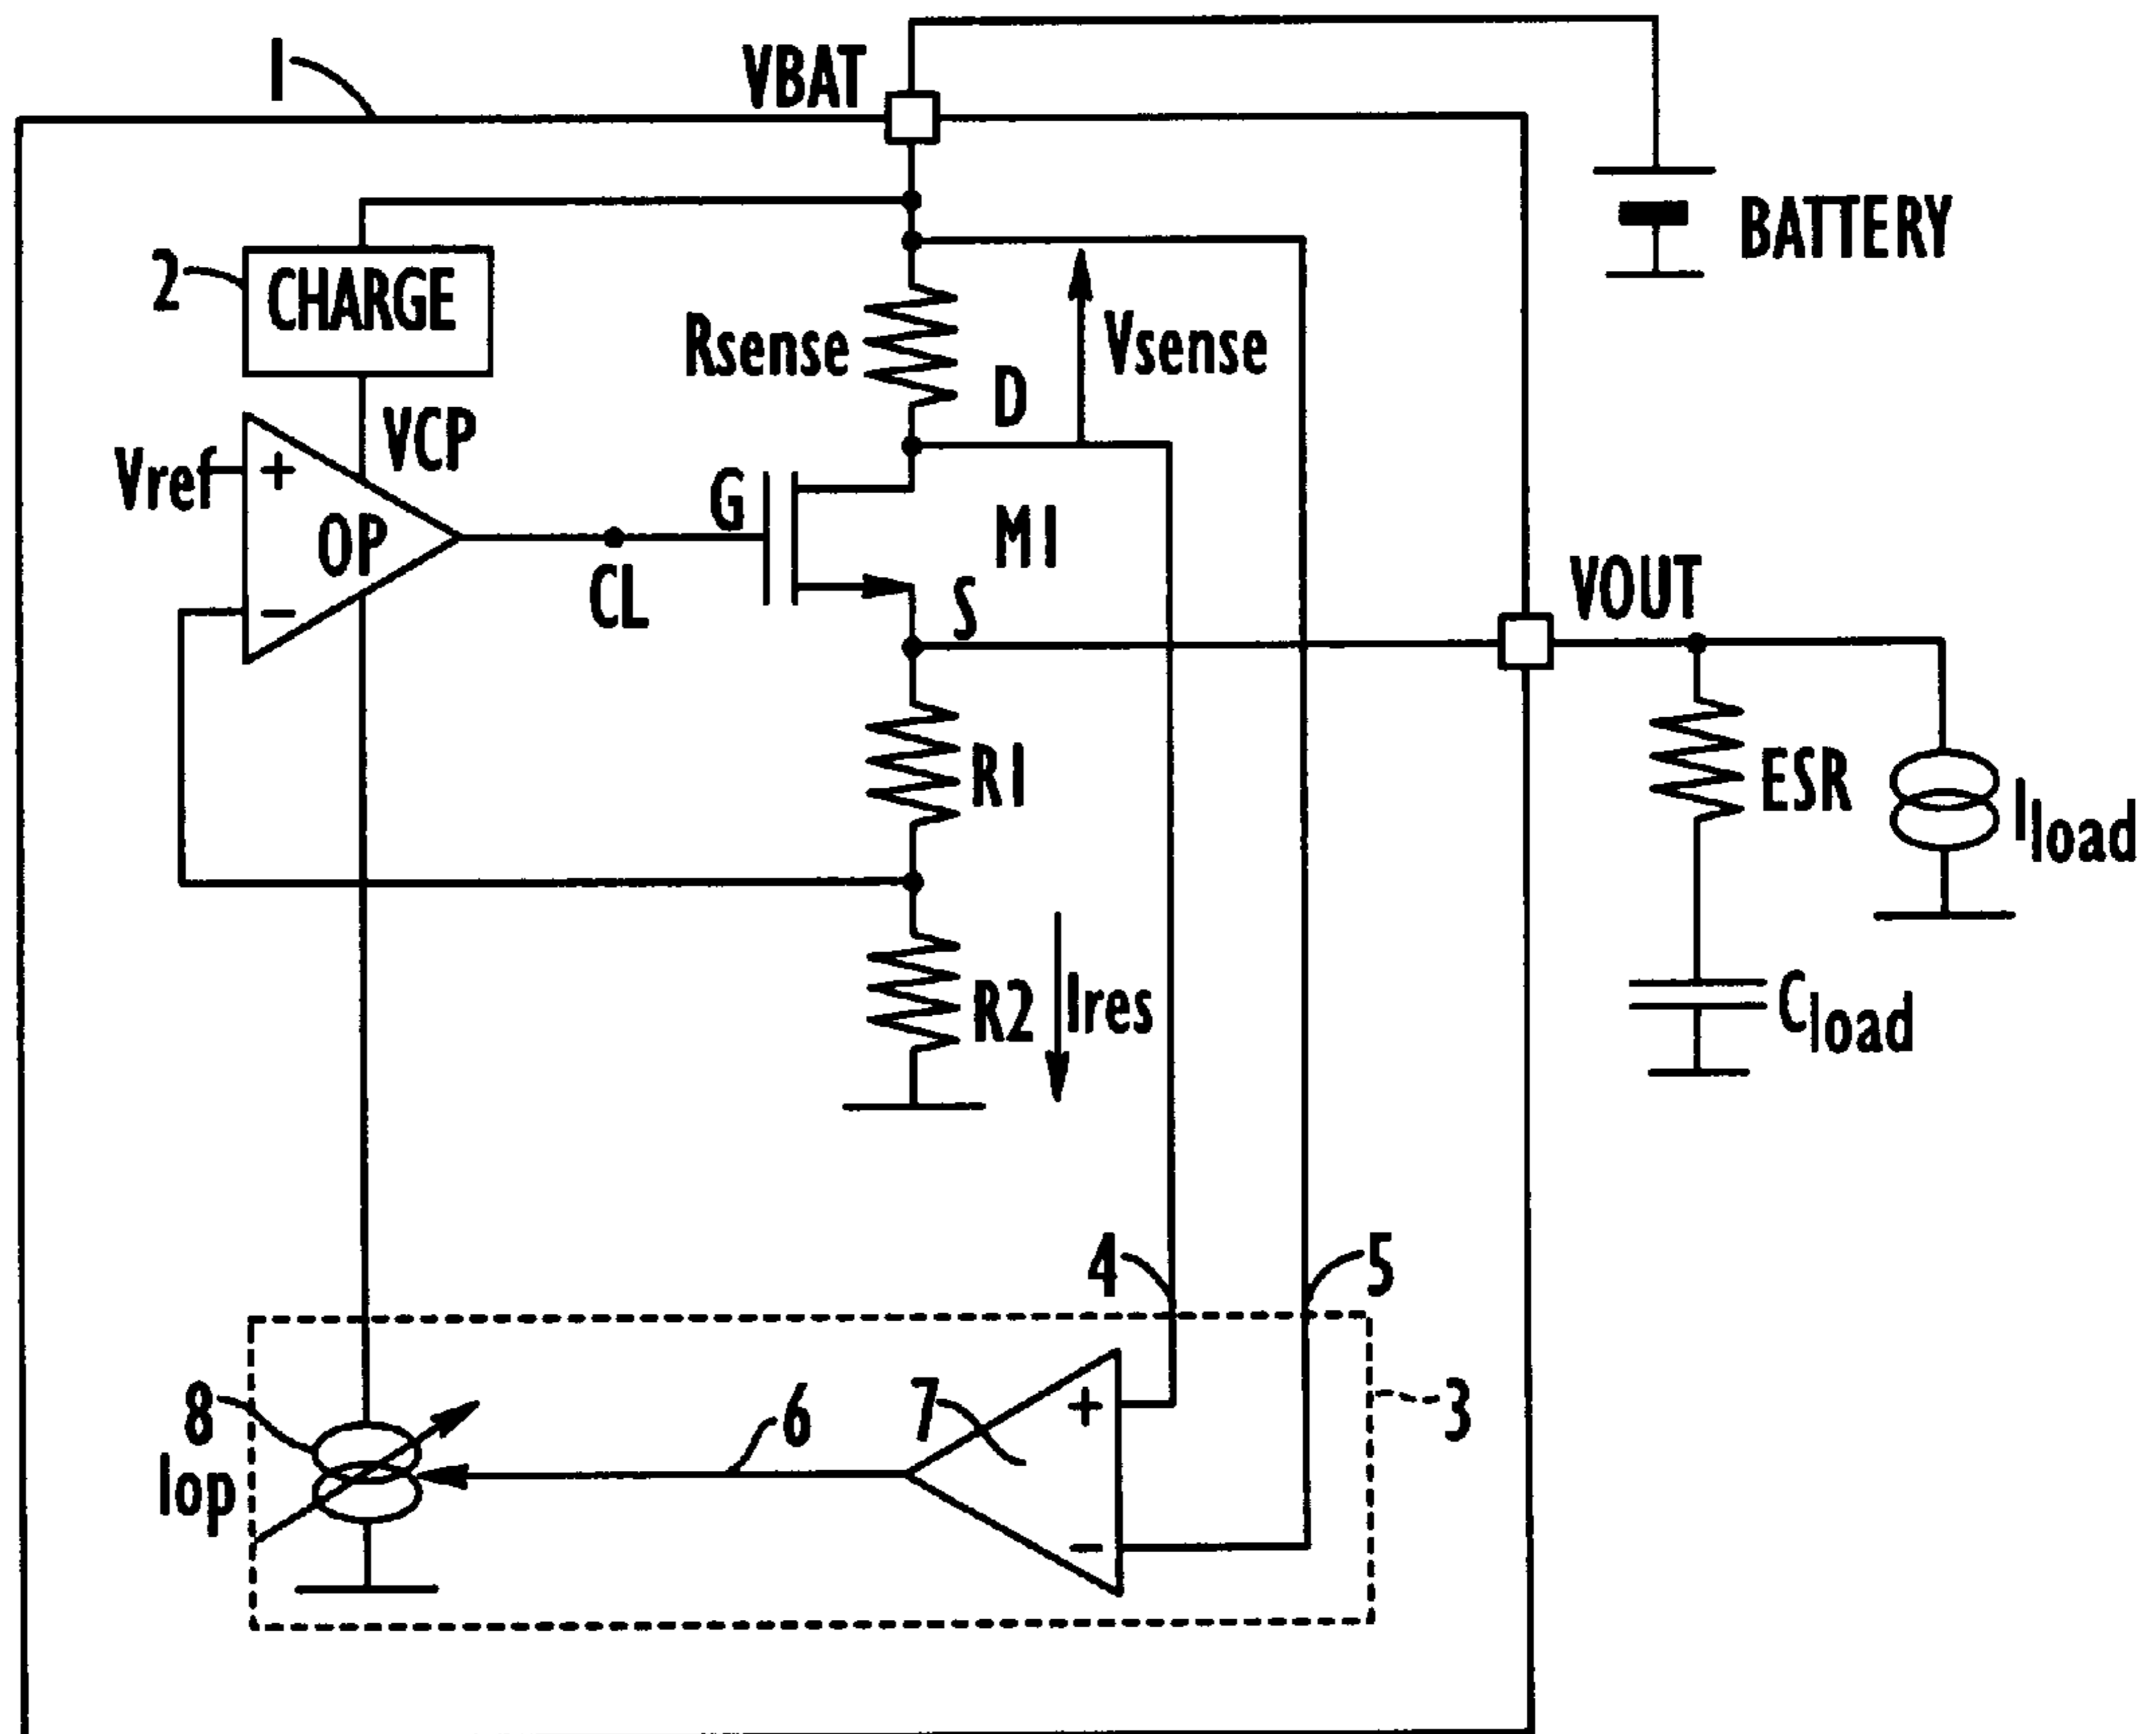 1
VBAT
BATTERY
2
CHARGE
Rsense
Vsense
D
VCP
Vref
+
OP
−
G
M1
CL
S
VOUT
R1
ESR
Iload
R2
Ires
Cload
4
5
3
8
Iop
6
7
+
−